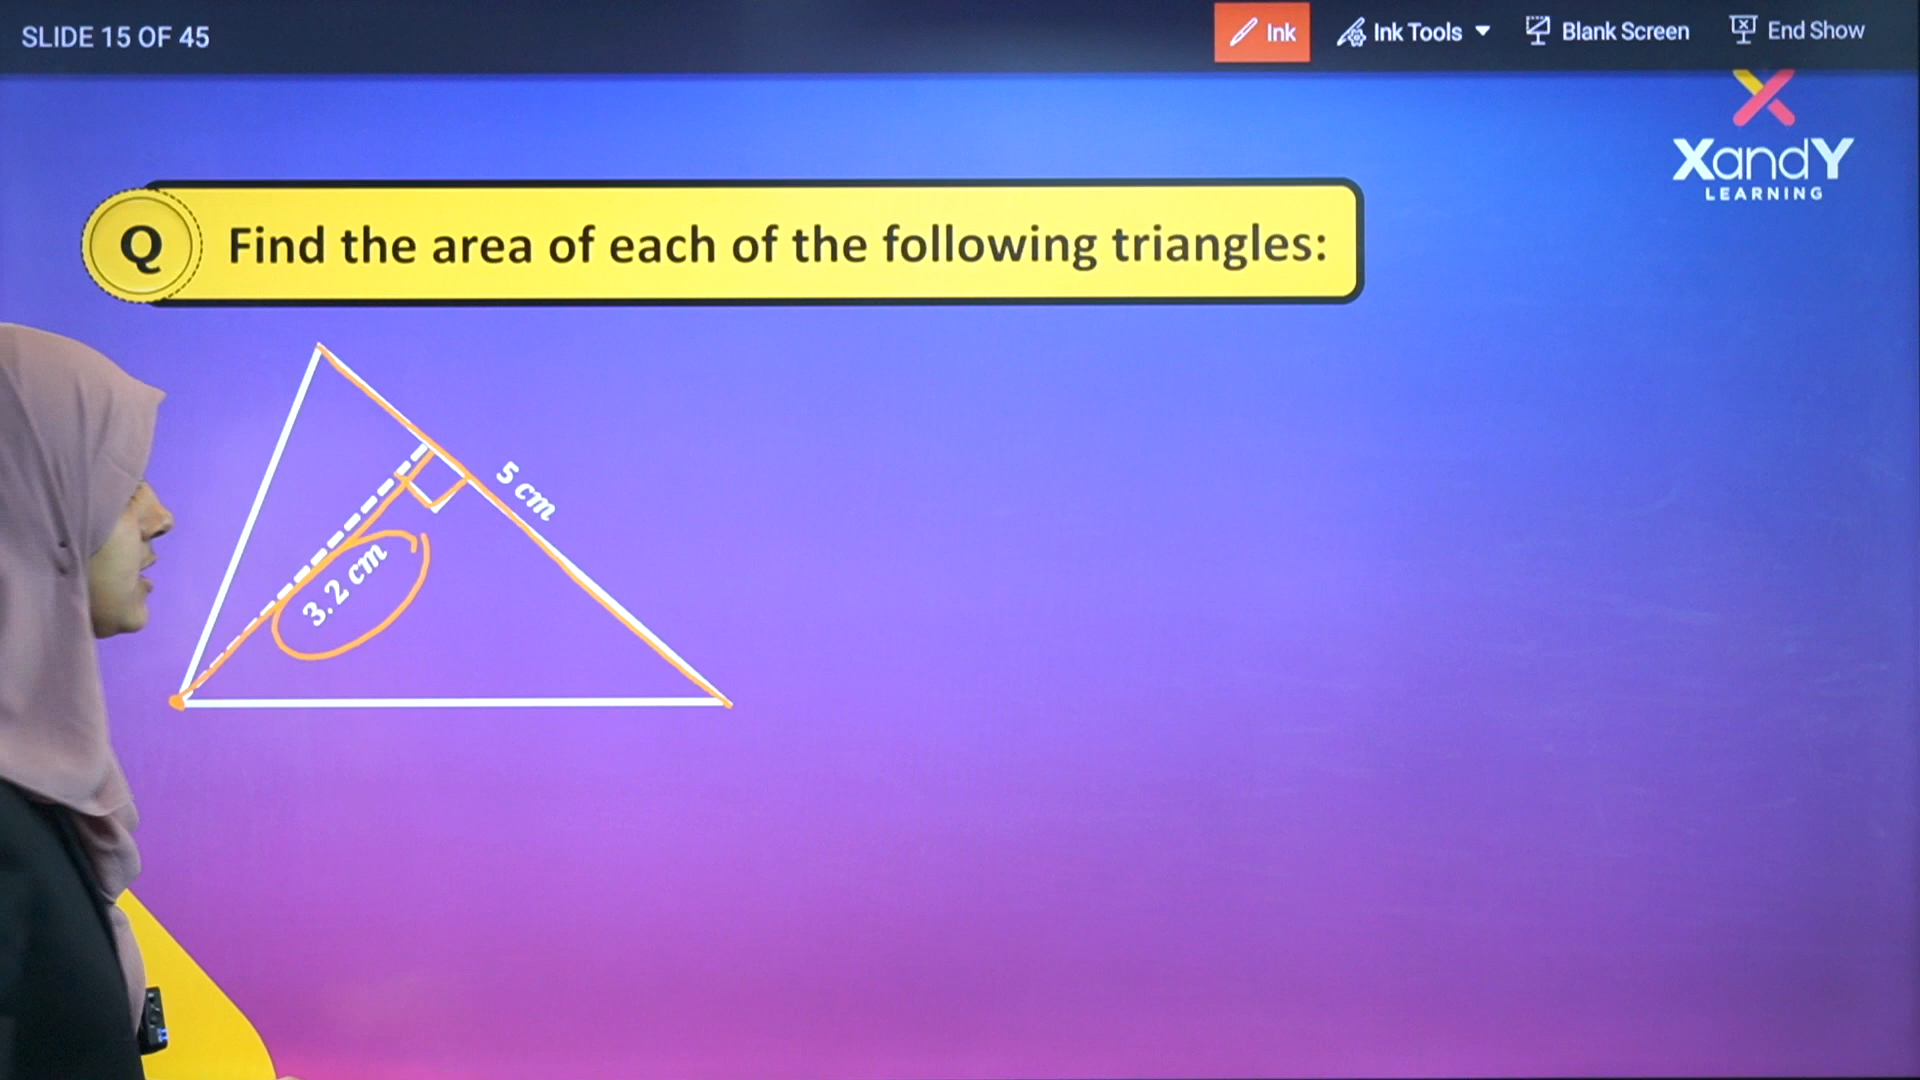 SLIDE 15 OF 45
Ink
Ink Tools
Blank Screen
End Show
XandY
LEARNING
Q
Find the area of each of the following triangles:
5 cm
3.2 cm